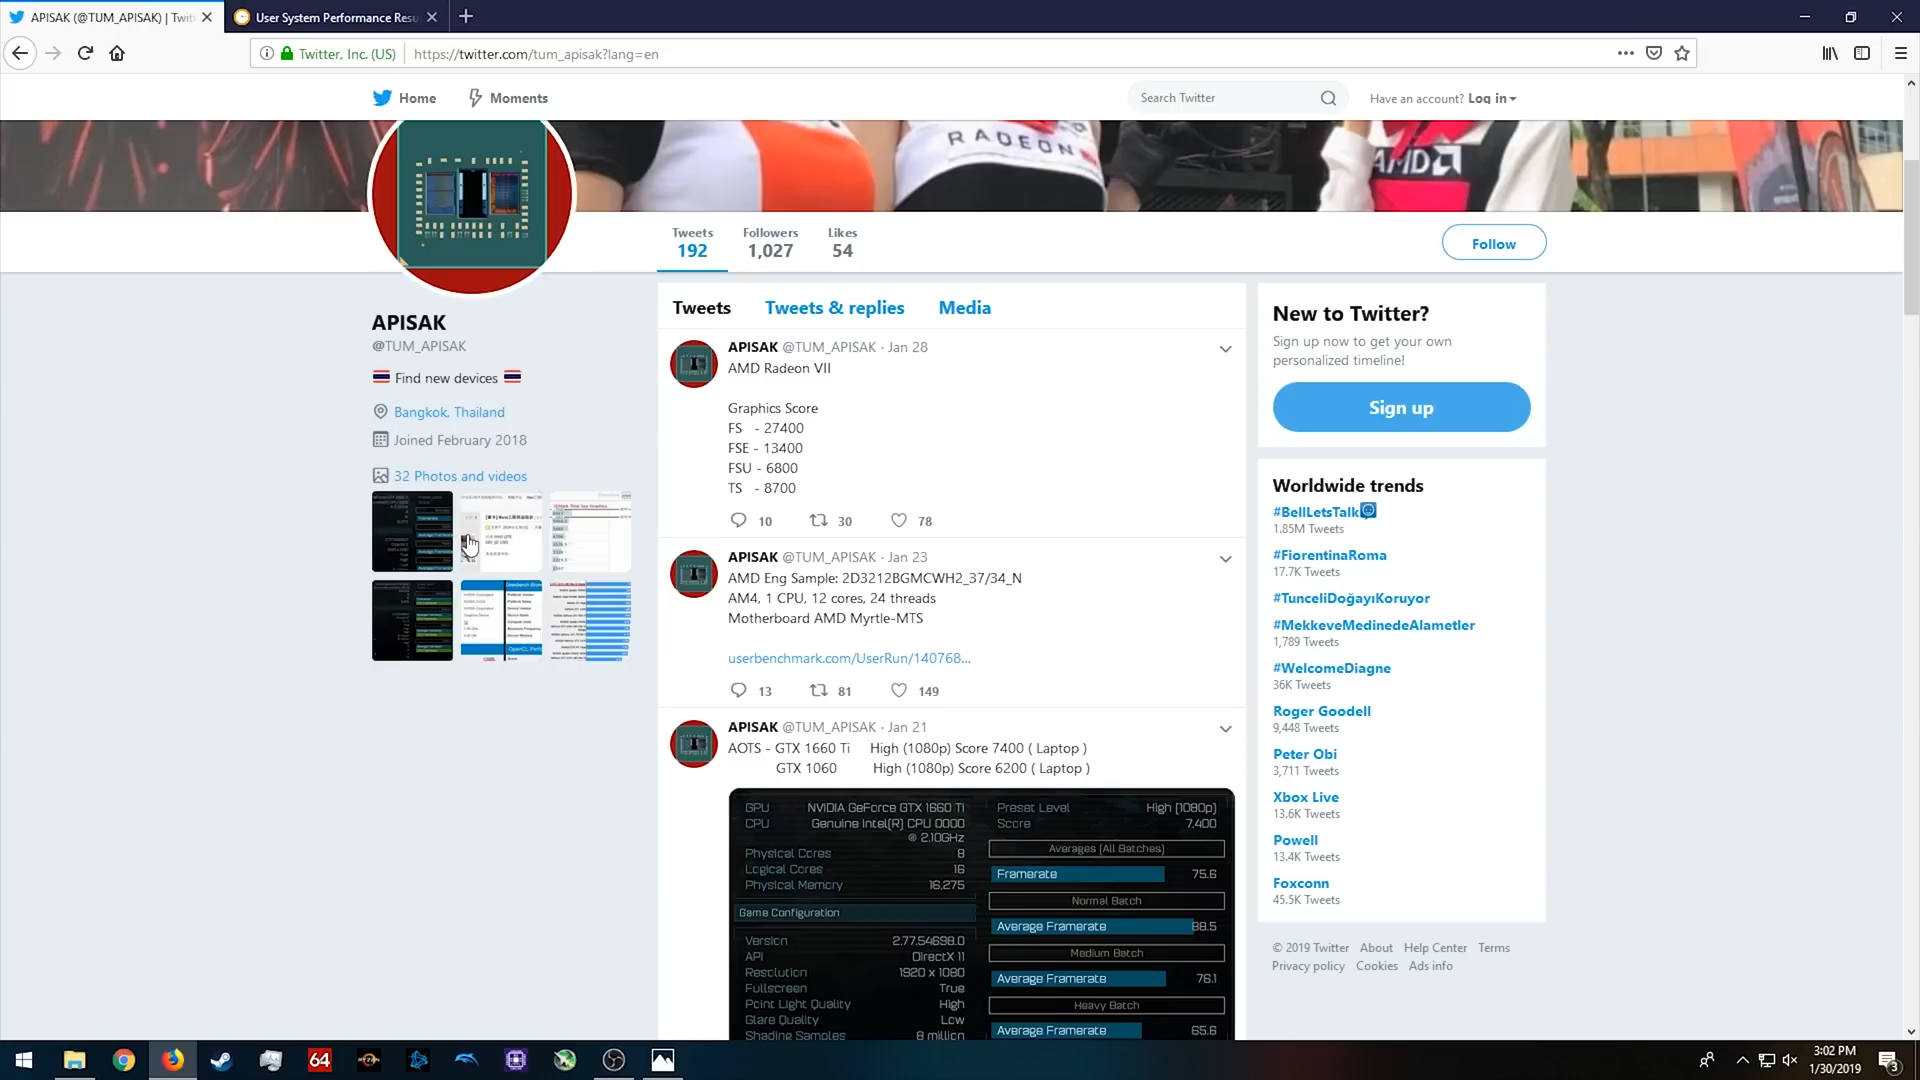 APISAK (@TUM_APISAK) | Twit
User System Performance Resu
Twitter, Inc. (US)
https://twitter.com/tum_apisak?lang=en
Home
Moments
Search Twitter
Have an account? Log in
RADEON
AMD
Tweets
192
Followers
1,027
Likes
54
Follow
APISAK
@TUM_APISAK
Find new devices
Bangkok, Thailand
Joined February 2018
32 Photos and videos
Tweets
Tweets & replies
Media
APISAK @TUM_APISAK · Jan 28
AMD Radeon VII
Graphics Score
FS - 27400
FSE - 13400
FSU - 6800
TS - 8700
10
30
78
APISAK @TUM_APISAK · Jan 23
AMD Eng Sample: 2D3212BGMCWH2_37/34_N
AM4, 1 CPU, 12 cores, 24 threads
Motherboard AMD Myrtle-MTS
userbenchmark.com/UserRun/140768...
13
81
149
APISAK @TUM_APISAK · Jan 21
AOTS - GTX 1660 Ti High (1080p) Score 7400 ( Laptop )
GTX 1060 High (1080p) Score 6200 ( Laptop )
GPU NVIDIA GeForce GTX 1660 Ti
CPU Genuine Intel(R) CPU 0000
@ 2.10GHz
Physical Cores 8
Logical Cores 16
Physical Memory 16,275
Game Configuration
Version 2.77.54698.0
API DirectX 11
Resolution 1920 x 1080
Fullscreen True
Point Light Quality High
Glare Quality Low
Shading Samples 8 million
Preset Level High (1080p)
Score 7,400
Averages (All Batches)
Framerate 75.6
Normal Batch
Average Framerate 88.5
Medium Batch
Average Framerate 76.1
Heavy Batch
Average Framerate 65.6
New to Twitter?
Sign up now to get your own
personalized timeline!
Sign up
Worldwide trends
#BellLetsTalk
1.85M Tweets
#FiorentinaRoma
17.7K Tweets
#TunceliDoğayıKoruyor
#MekkeveMedinedeAlametler
1,789 Tweets
#WelcomeDiagne
36K Tweets
Roger Goodell
9,448 Tweets
Peter Obi
3,711 Tweets
Xbox Live
13.6K Tweets
Powell
13.4K Tweets
Foxconn
45.5K Tweets
© 2019 Twitter About Help Center Terms
Privacy policy Cookies Ads info
64
RYZEN
3:02 PM
1/30/2019
3